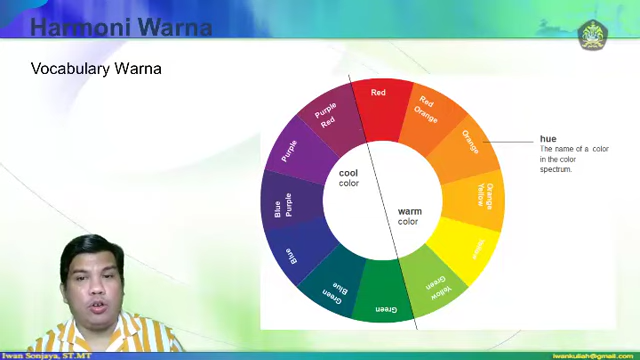 Harmoni Warna
Vocabulary Warna
Red
Red
Orange
Orange
Orange
Yellow
Yellow
Yellow
Green
Green
Green
Blue
Blue
Blue
Purple
Purple
Purple
Red
cool
color
warm
color
hue
The name of a color
in the color
spectrum.
Iwan Sonjaya, ST.MT
iwankuliah@gmail.com